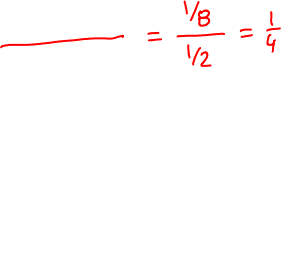 ——— = 1/8 / 1/2 = 1/4